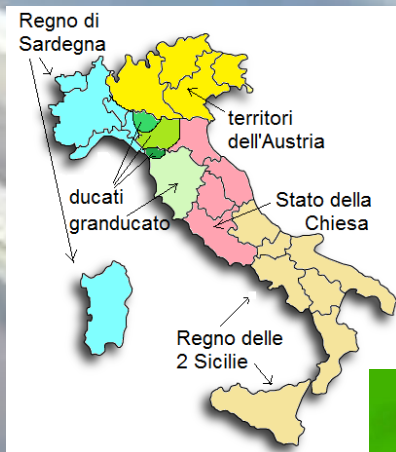 Regno di
Sardegna
territori
dell'Austria
ducati
granducato
Stato della
Chiesa
Regno delle
2 Sicilie